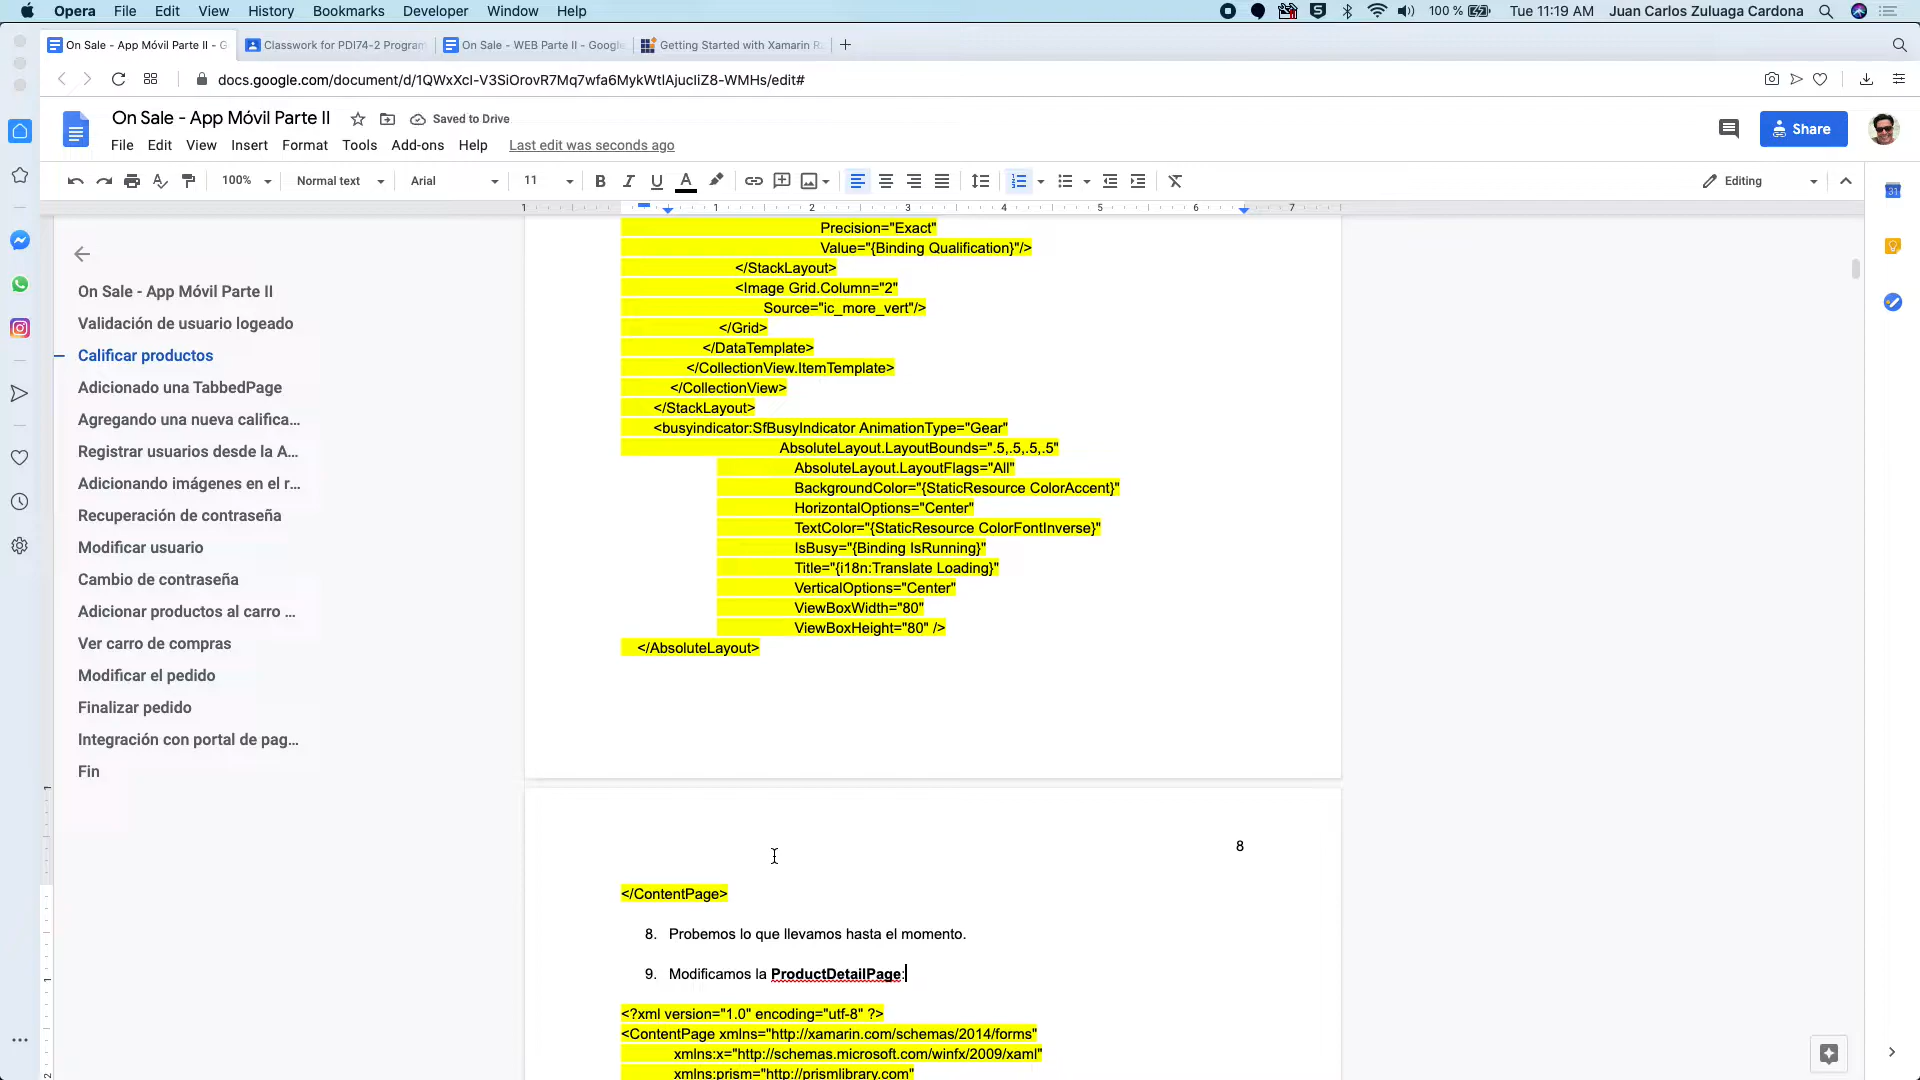 Opera File Edit View History Bookmarks Developer Window Help 100 % Tue 11:19 AM Juan Carlos Zuluaga Cardona
On Sale - App Móvil Parte II - G Classwork for PDI74-2 Program On Sale - WEB Parte II - Google Getting Started with Xamarin R
docs.google.com/document/d/1QWxXcI-V3SiOrovR7Mq7wfa6MykWtlAjucIiZ8-WMHs/edit#
On Sale - App Móvil Parte II Saved to Drive
File Edit View Insert Format Tools Add-ons Help Last edit was seconds ago
Share
100% Normal text Arial 11 B I U A Editing
1 1 2 3 4 5 6 7
On Sale - App Móvil Parte II
Validación de usuario logeado
Calificar productos
Adicionado una TabbedPage
Agregando una nueva califica...
Registrar usuarios desde la A...
Adicionando imágenes en el r...
Recuperación de contraseña
Modificar usuario
Cambio de contraseña
Adicionar productos al carro ...
Ver carro de compras
Modificar el pedido
Finalizar pedido
Integración con portal de pag...
Fin
Precision="Exact"
Value="{Binding Qualification}"/>
</StackLayout>
<Image Grid.Column="2"
Source="ic_more_vert"/>
</Grid>
</DataTemplate>
</CollectionView.ItemTemplate>
</CollectionView>
</StackLayout>
<busyindicator:SfBusyIndicator AnimationType="Gear"
AbsoluteLayout.LayoutBounds=".5,.5,.5,.5"
AbsoluteLayout.LayoutFlags="All"
BackgroundColor="{StaticResource ColorAccent}"
HorizontalOptions="Center"
TextColor="{StaticResource ColorFontInverse}"
IsBusy="{Binding IsRunning}"
Title="{i18n:Translate Loading}"
VerticalOptions="Center"
ViewBoxWidth="80"
ViewBoxHeight="80" />
</AbsoluteLayout>
8
</ContentPage>
8. Probemos lo que llevamos hasta el momento.
9. Modificamos la ProductDetailPage:
<?xml version="1.0" encoding="utf-8" ?>
<ContentPage xmlns="http://xamarin.com/schemas/2014/forms"
xmlns:x="http://schemas.microsoft.com/winfx/2009/xaml"
xmlns:prism="http://prismlibrary.com"